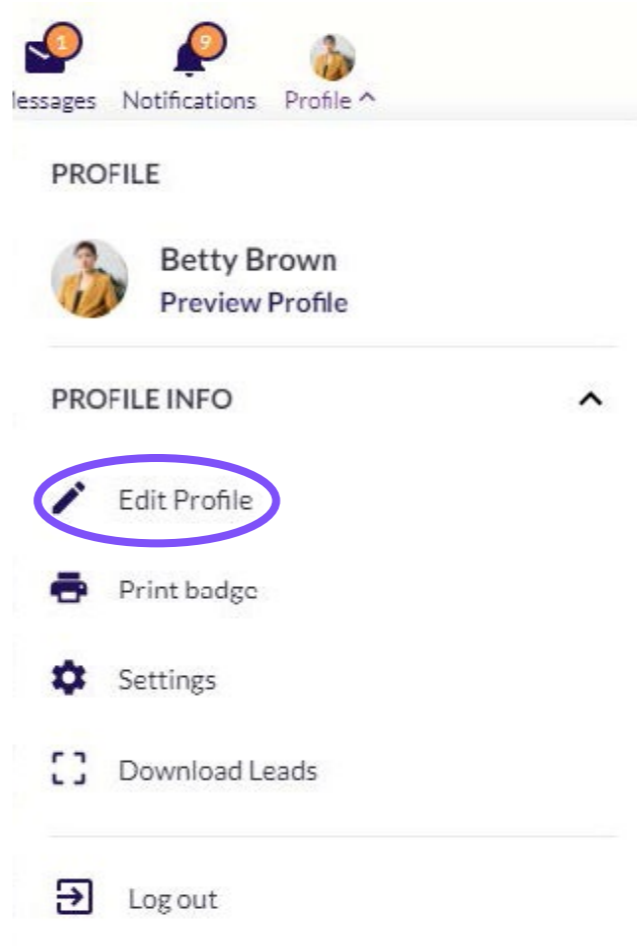 1
9
lessages Notifications Profile
PROFILE
Betty Brown
Preview Profile
PROFILE INFO
Edit Profile
Print badge
Settings
Download Leads
Log out